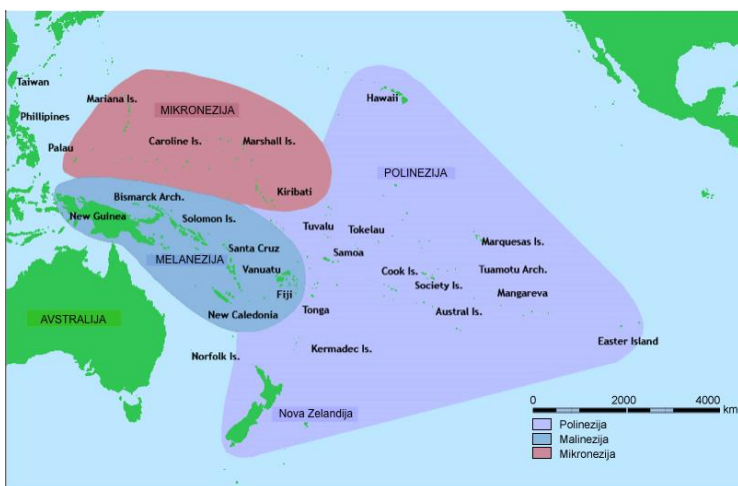 Taiwan
Mariana Is.
MIKRONEZIJA
Hawaii
Phillipines
Palau
Caroline Is.
Marshall Is.
POLINEZIJA
Kiribati
Bismarck Arch.
New Guinea
Solomon Is.
Tuvalu
Tokelau
Marquesas Is.
Santa Cruz
MELANEZIJA
Samoa
Vanuatu
Cook Is.
Tuamotu Arch.
Society Is.
Fiji
Mangareva
Tonga
Austral Is.
New Caledonia
AVSTRALIJA
Easter Island
Norfolk Is.
Kermadec Is.
Nova Zelandija
0 2000 4000
km
Polinezija
Malinezija
Mikronezija